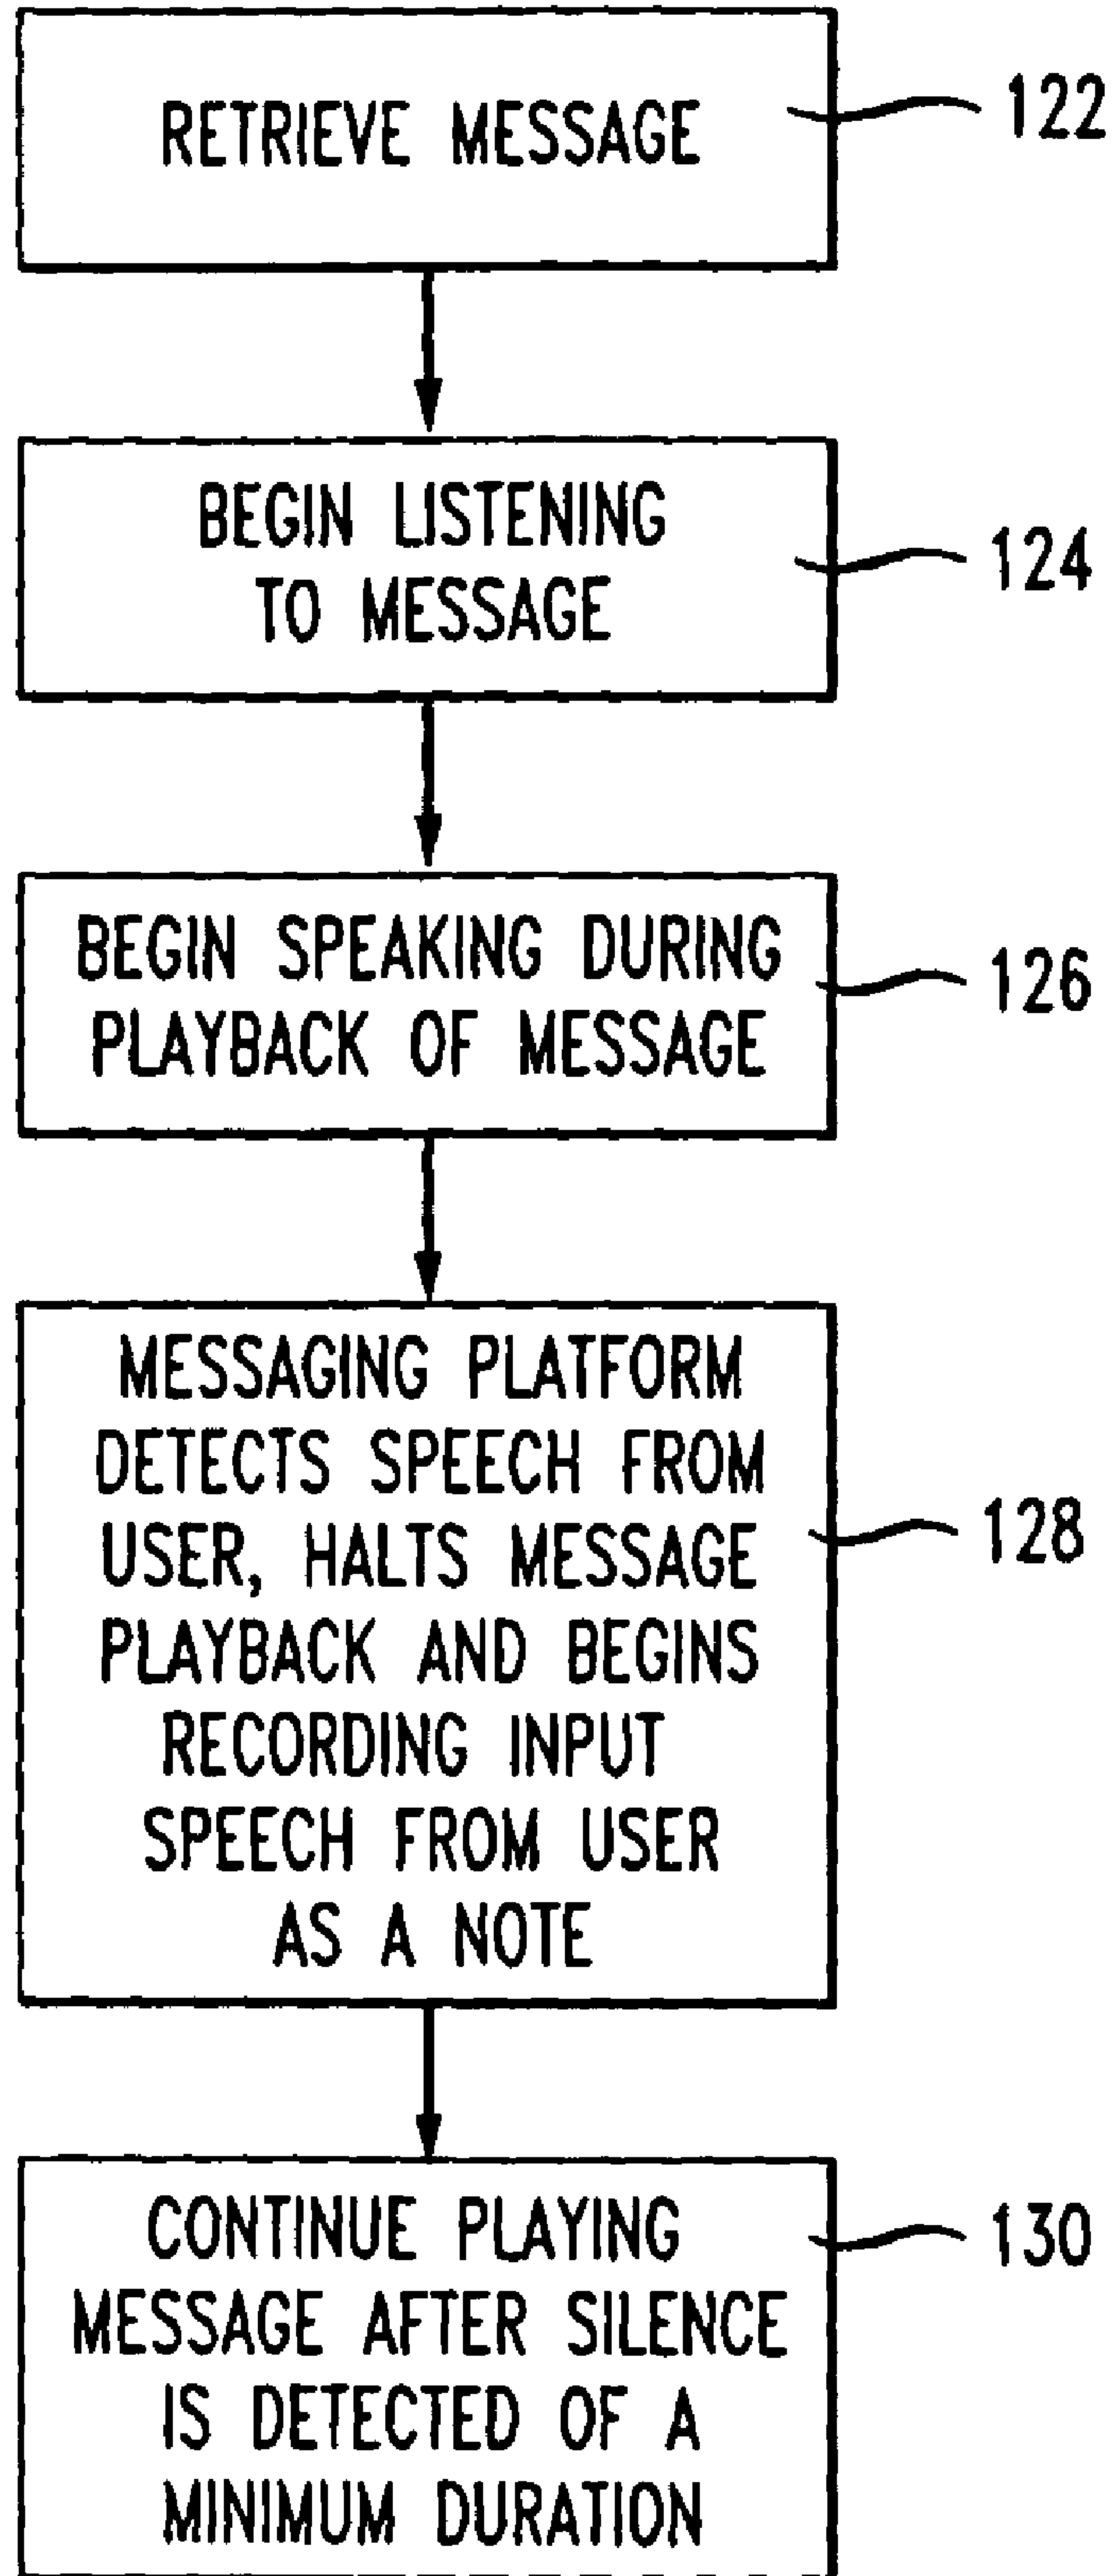 RETRIEVE MESSAGE
122
BEGIN LISTENING
TO MESSAGE
124
BEGIN SPEAKING DURING
PLAYBACK OF MESSAGE
126
MESSAGING PLATFORM
DETECTS SPEECH FROM
USER, HALTS MESSAGE
PLAYBACK AND BEGINS
RECORDING INPUT
SPEECH FROM USER
AS A NOTE
128
CONTINUE PLAYING
MESSAGE AFTER SILENCE
IS DETECTED OF A
MINIMUM DURATION
130